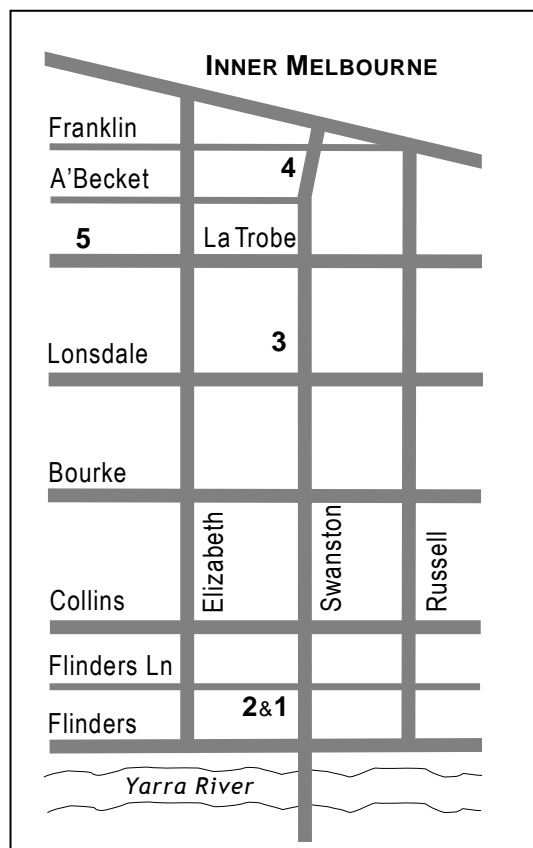 INNER MELBOURNE
Franklin
4
A'Becket
5
La Trobe
3
Lonsdale
Bourke
Elizabeth
Swanston
Russell
Collins
Flinders Ln
2&1
Flinders
Yarra River